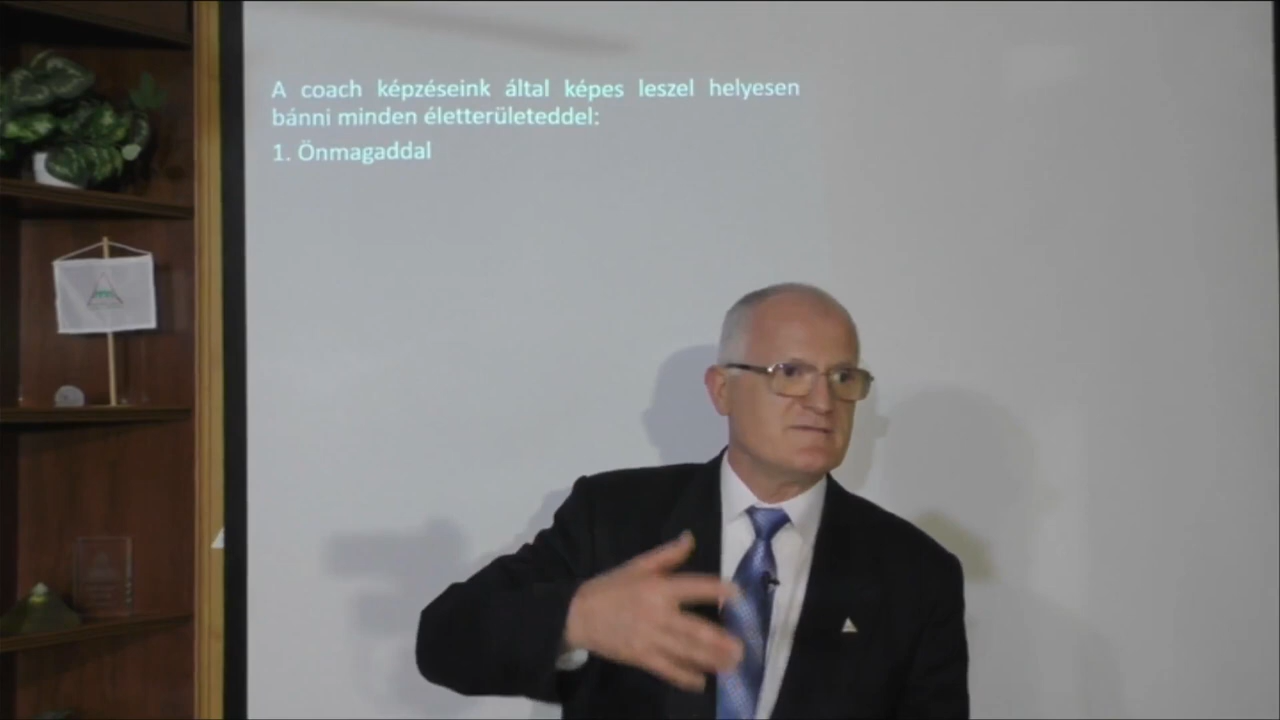 A coach képzéseink által képes leszel helyesen
bánni minden életterületeddel:
1. Önmagaddal